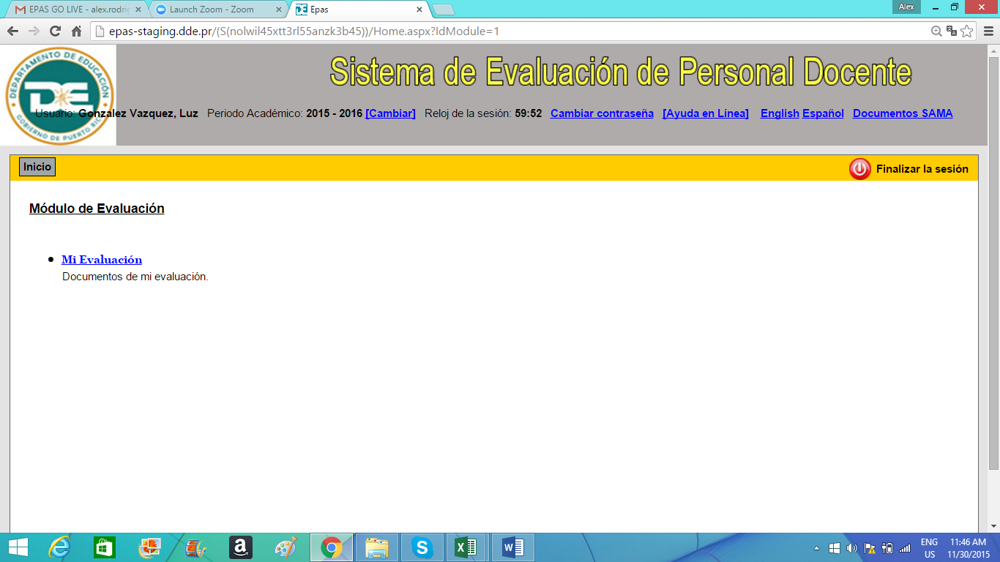 EPAS GO LIVE - alex.rodri
Launch Zoom - Zoom
Epas
Alex
epas-staging.dde.pr/(S(nolwil45xtt3rl55anzk3b45))/Home.aspx?IdModule=1
DEPARTAMENTO DE EDUCACIÓN
DE
GOBIERNO DE PUERTO RICO
Sistema de Evaluación de Personal Docente
Usuario: Gonzalez Vazquez, Luz Periodo Académico: 2015 - 2016 [Cambiar] Reloj de la sesión: 59:52 Cambiar contraseña [Ayuda en Línea] English Español Documentos SAMA
Inicio
Finalizar la sesión
Módulo de Evaluación
Mi Evaluación
Documentos de mi evaluación.
ENG 11:46 AM
US 11/30/2015